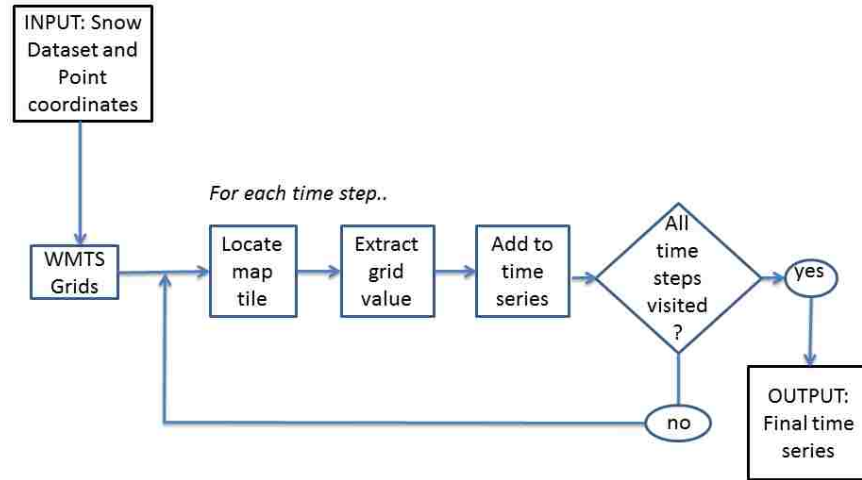 INPUT: Snow
Dataset and
Point
coordinates
For each time step..
WMTS
Grids
Locate
map
tile
Extract
grid
value
Add to
time
series
All
time
steps
visited
?
yes
no
OUTPUT:
Final time
series